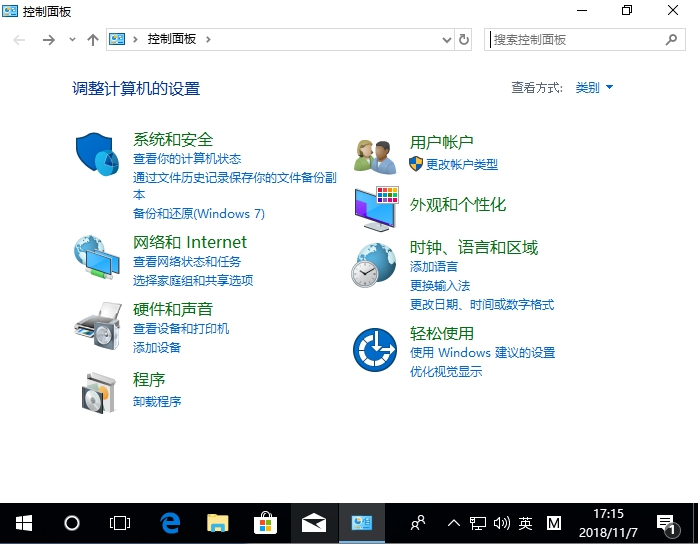 控制面板
控制面板
搜索控制面板
调整计算机的设置
查看方式: 类别
系统和安全
查看你的计算机状态
通过文件历史记录保存你的文件备份副
本
备份和还原(Windows 7)
网络和 Internet
查看网络状态和任务
选择家庭组和共享选项
硬件和声音
查看设备和打印机
添加设备
程序
卸载程序
用户帐户
更改帐户类型
外观和个性化
时钟、语言和区域
添加语言
更换输入法
更改日期、时间或数字格式
轻松使用
使用 Windows 建议的设置
优化视觉显示
英 M
17:15
2018/11/7
1